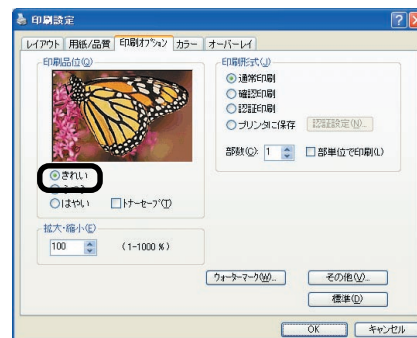 印刷設定
レイアウト 用紙/品質 印刷オプション カラー オーバーレイ
印刷品位(Q)
きれい
はやい トナーセーブ(T)
拡大・縮小(E)
100 (1-1000 %)
印刷形式(J)
通常印刷
確認印刷
認証印刷
プリンタに保存 認証設定(N)...
部数(C): 1 部単位で印刷(L)
ウォーターマーク(W)... その他(V)...
標準(D)
OK キャンセル